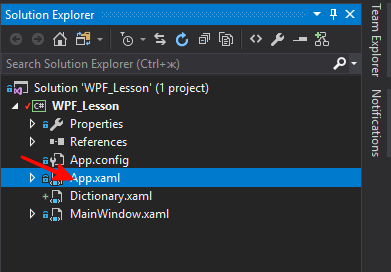 Solution Explorer
Search Solution Explorer (Ctrl+ж)
Solution 'WPF_Lesson' (1 project)
C# WPF_Lesson
Properties
References
App.config
App.xaml
Dictionary.xaml
MainWindow.xaml
Team Explorer
Notifications